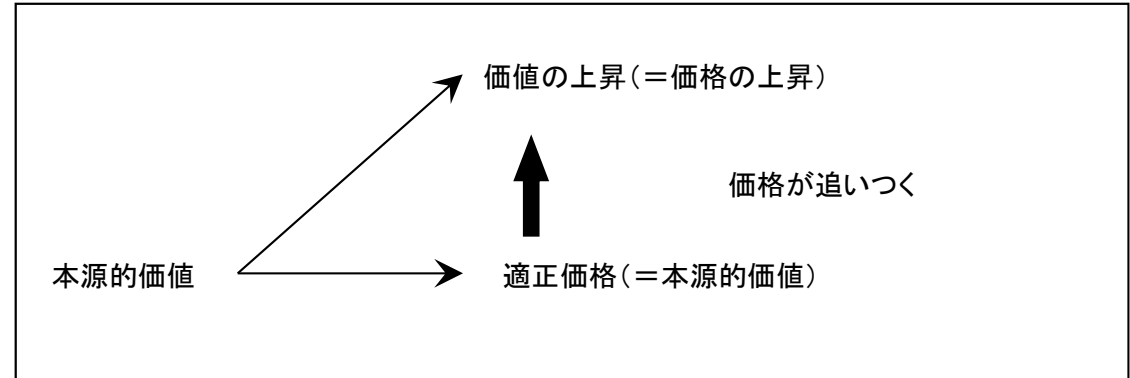 価値の上昇（＝価格の上昇）
価格が追いつく
本源的価値
適正価格（＝本源的価値）